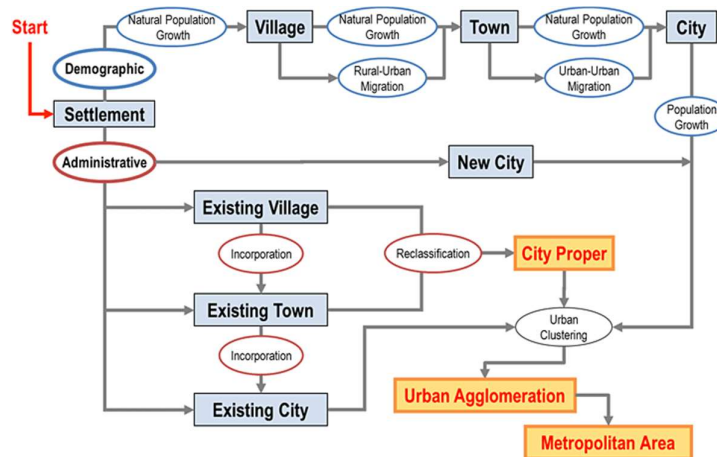 Start
Natural Population
Growth
Village
Natural Population
Growth
Town
Natural Population
Growth
City
Demographic
Rural-Urban
Migration
Urban-Urban
Migration
Settlement
Population
Growth
Administrative
New City
Existing Village
Incorporation
Reclassification
City Proper
Existing Town
Urban
Clustering
Incorporation
Urban Agglomeration
Existing City
Metropolitan Area